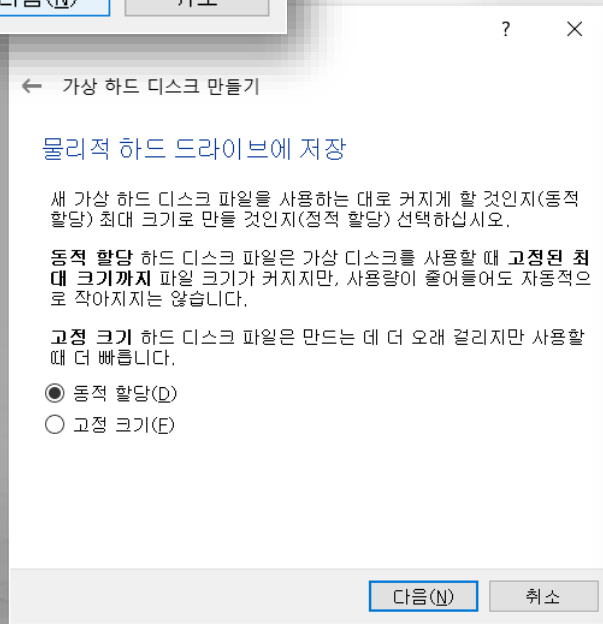 다음(N)
취소
?
×
← 가상 하드 디스크 만들기
물리적 하드 드라이브에 저장
새 가상 하드 디스크 파일을 사용하는 대로 커지게 할 것인지(동적
할당) 최대 크기로 만들 것인지(정적 할당) 선택하십시오.
동적 할당 하드 디스크 파일은 가상 디스크를 사용할 때 고정된 최
대 크기까지 파일 크기가 커지지만, 사용량이 줄어들어도 자동적으
로 작아지지는 않습니다.
고정 크기 하드 디스크 파일은 만드는 데 더 오래 걸리지만 사용할
때 더 빠릅니다.
동적 할당(D)
고정 크기(F)
다음(N) 취소